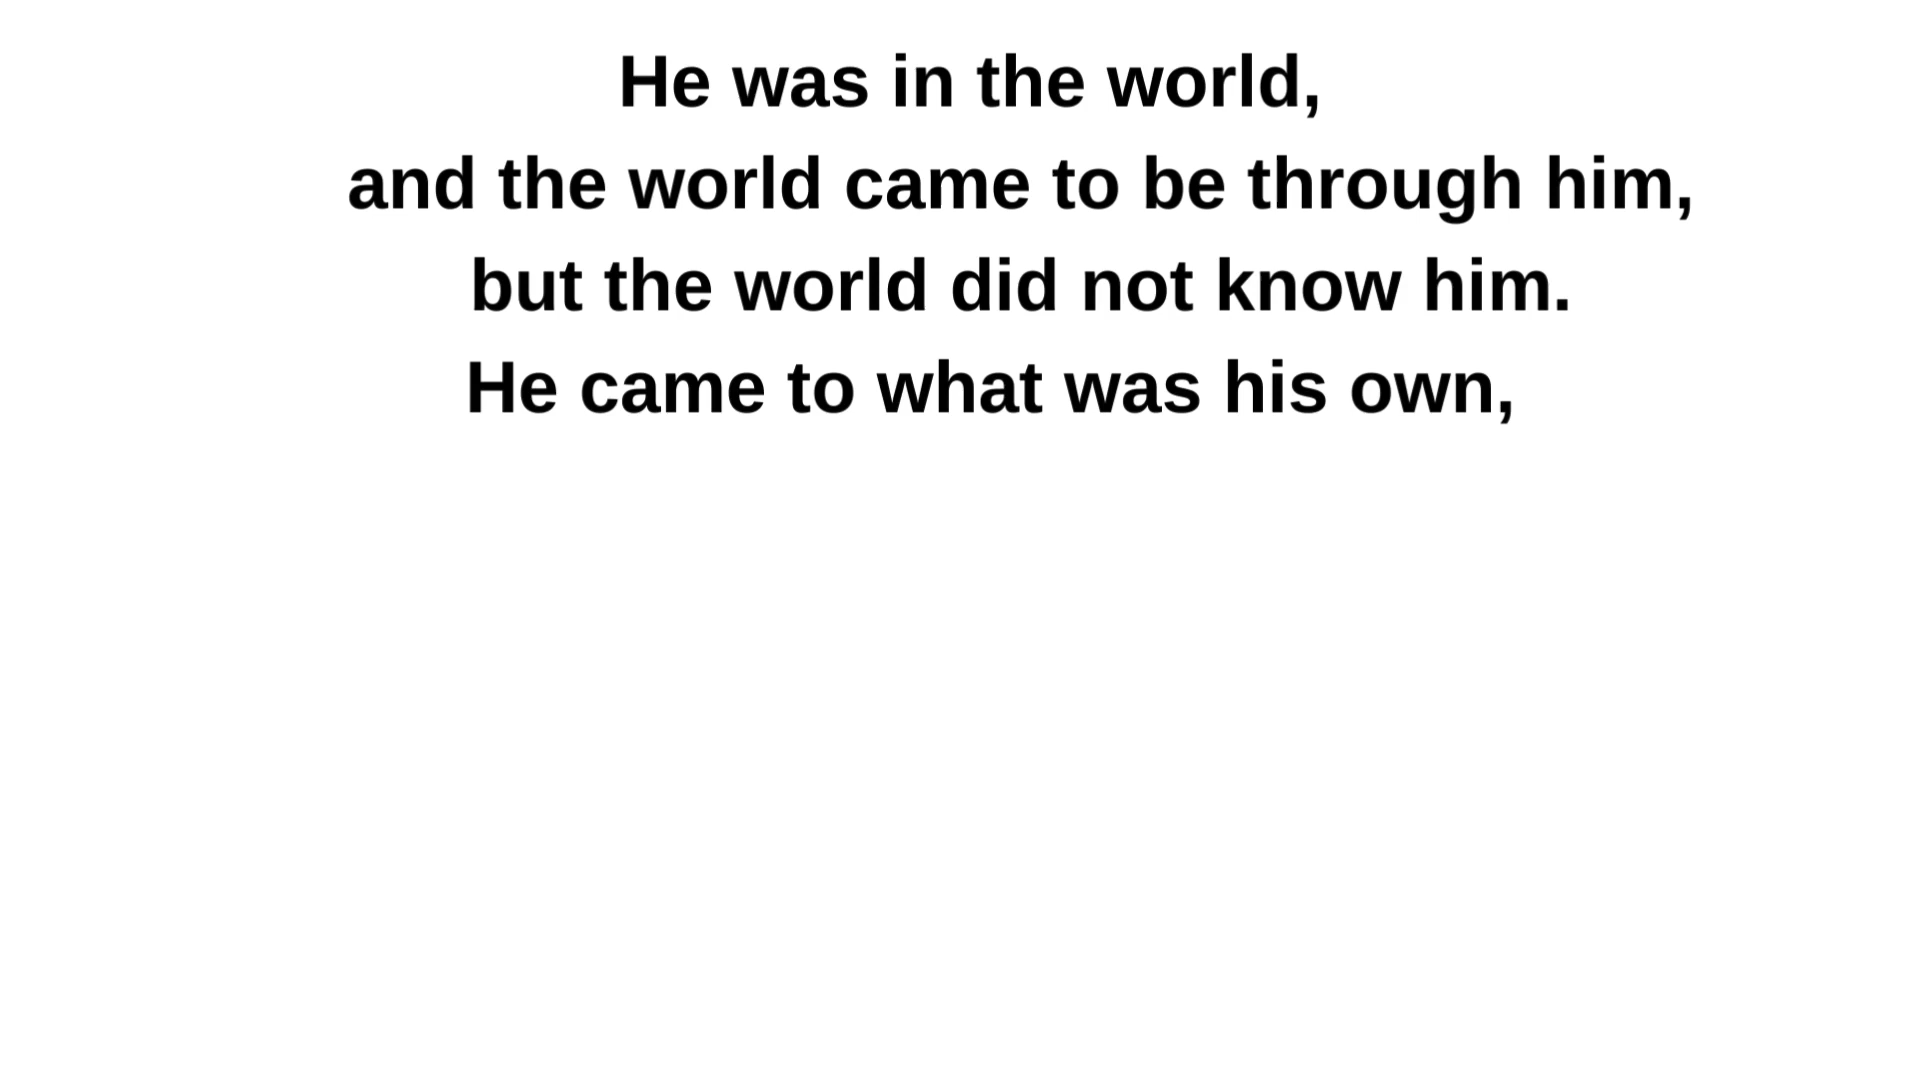 He was in the world,
and the world came to be through him,
but the world did not know him.
He came to what was his own,